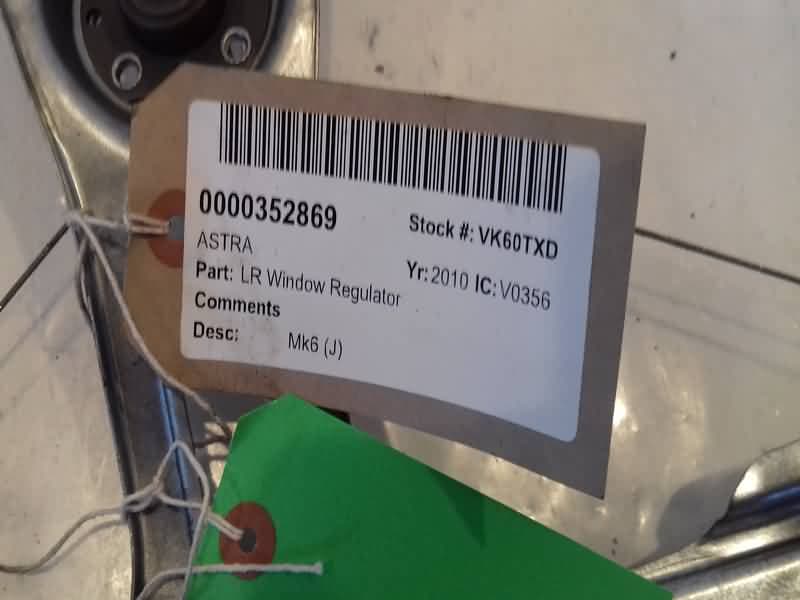 0000352869
Stock #: VK60TXD
ASTRA
Yr: 2010 IC: V0356
Part: LR Window Regulator
Comments
Desc: Mk6 (J)